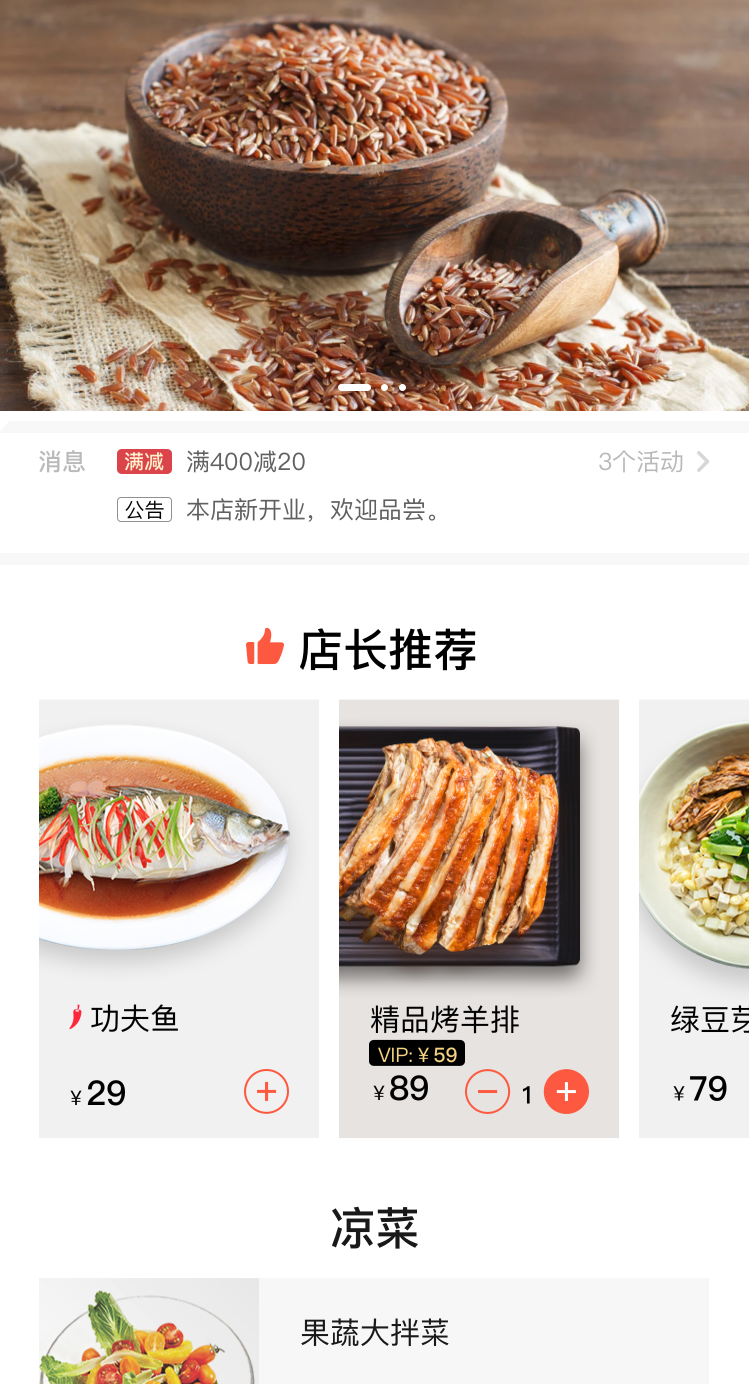 消息 满减 满400减20 3个活动
公告 本店新开业，欢迎品尝。
店长推荐
功夫鱼
¥29
精品烤羊排
VIP: ¥59
¥89 1
绿豆芽
¥79
凉菜
果蔬大拌菜